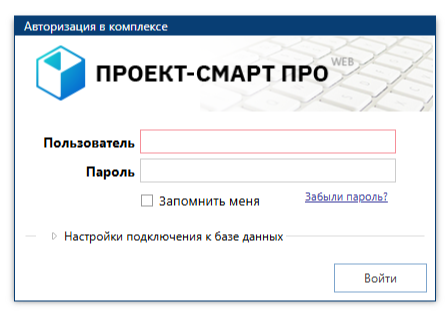 Авторизация в комплексе
ПРОЕКТ-СМАРТ ПРО WEB
Пользователь
Пароль
Запомнить меня Забыли пароль?
Настройки подключения к базе данных
Войти